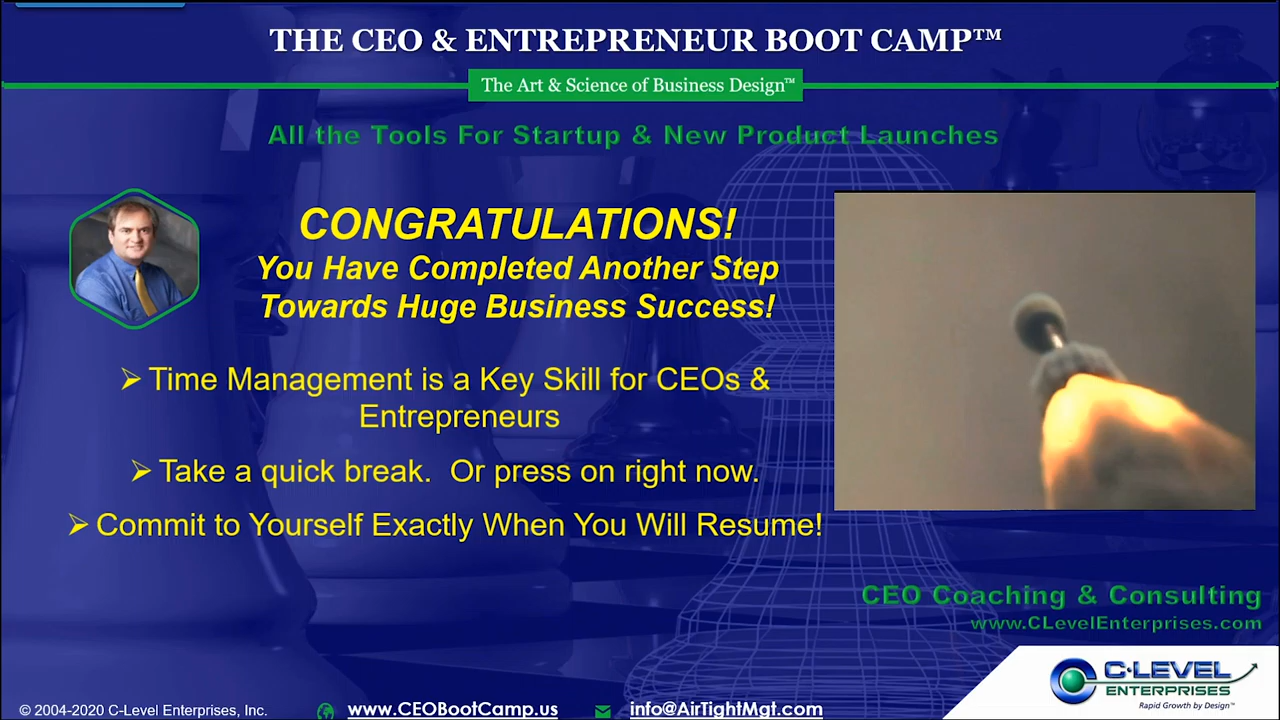 THE CEO & ENTREPRENEUR BOOT CAMP™
The Art & Science of Business Design™
All the Tools For Startup & New Product Launches
CONGRATULATIONS!
You Have Completed Another Step
Towards Huge Business Success!
➢ Time Management is a Key Skill for CEOs &
Entrepreneurs
➢ Take a quick break. Or press on right now.
➢ Commit to Yourself Exactly When You Will Resume!
CEO Coaching & Consulting
www.CLevelEnterprises.com
C-LEVEL
ENTERPRISES
Rapid Growth by Design™
© 2004-2020 C-Level Enterprises, Inc. www.CEOBootCamp.us info@AirTightMgt.com